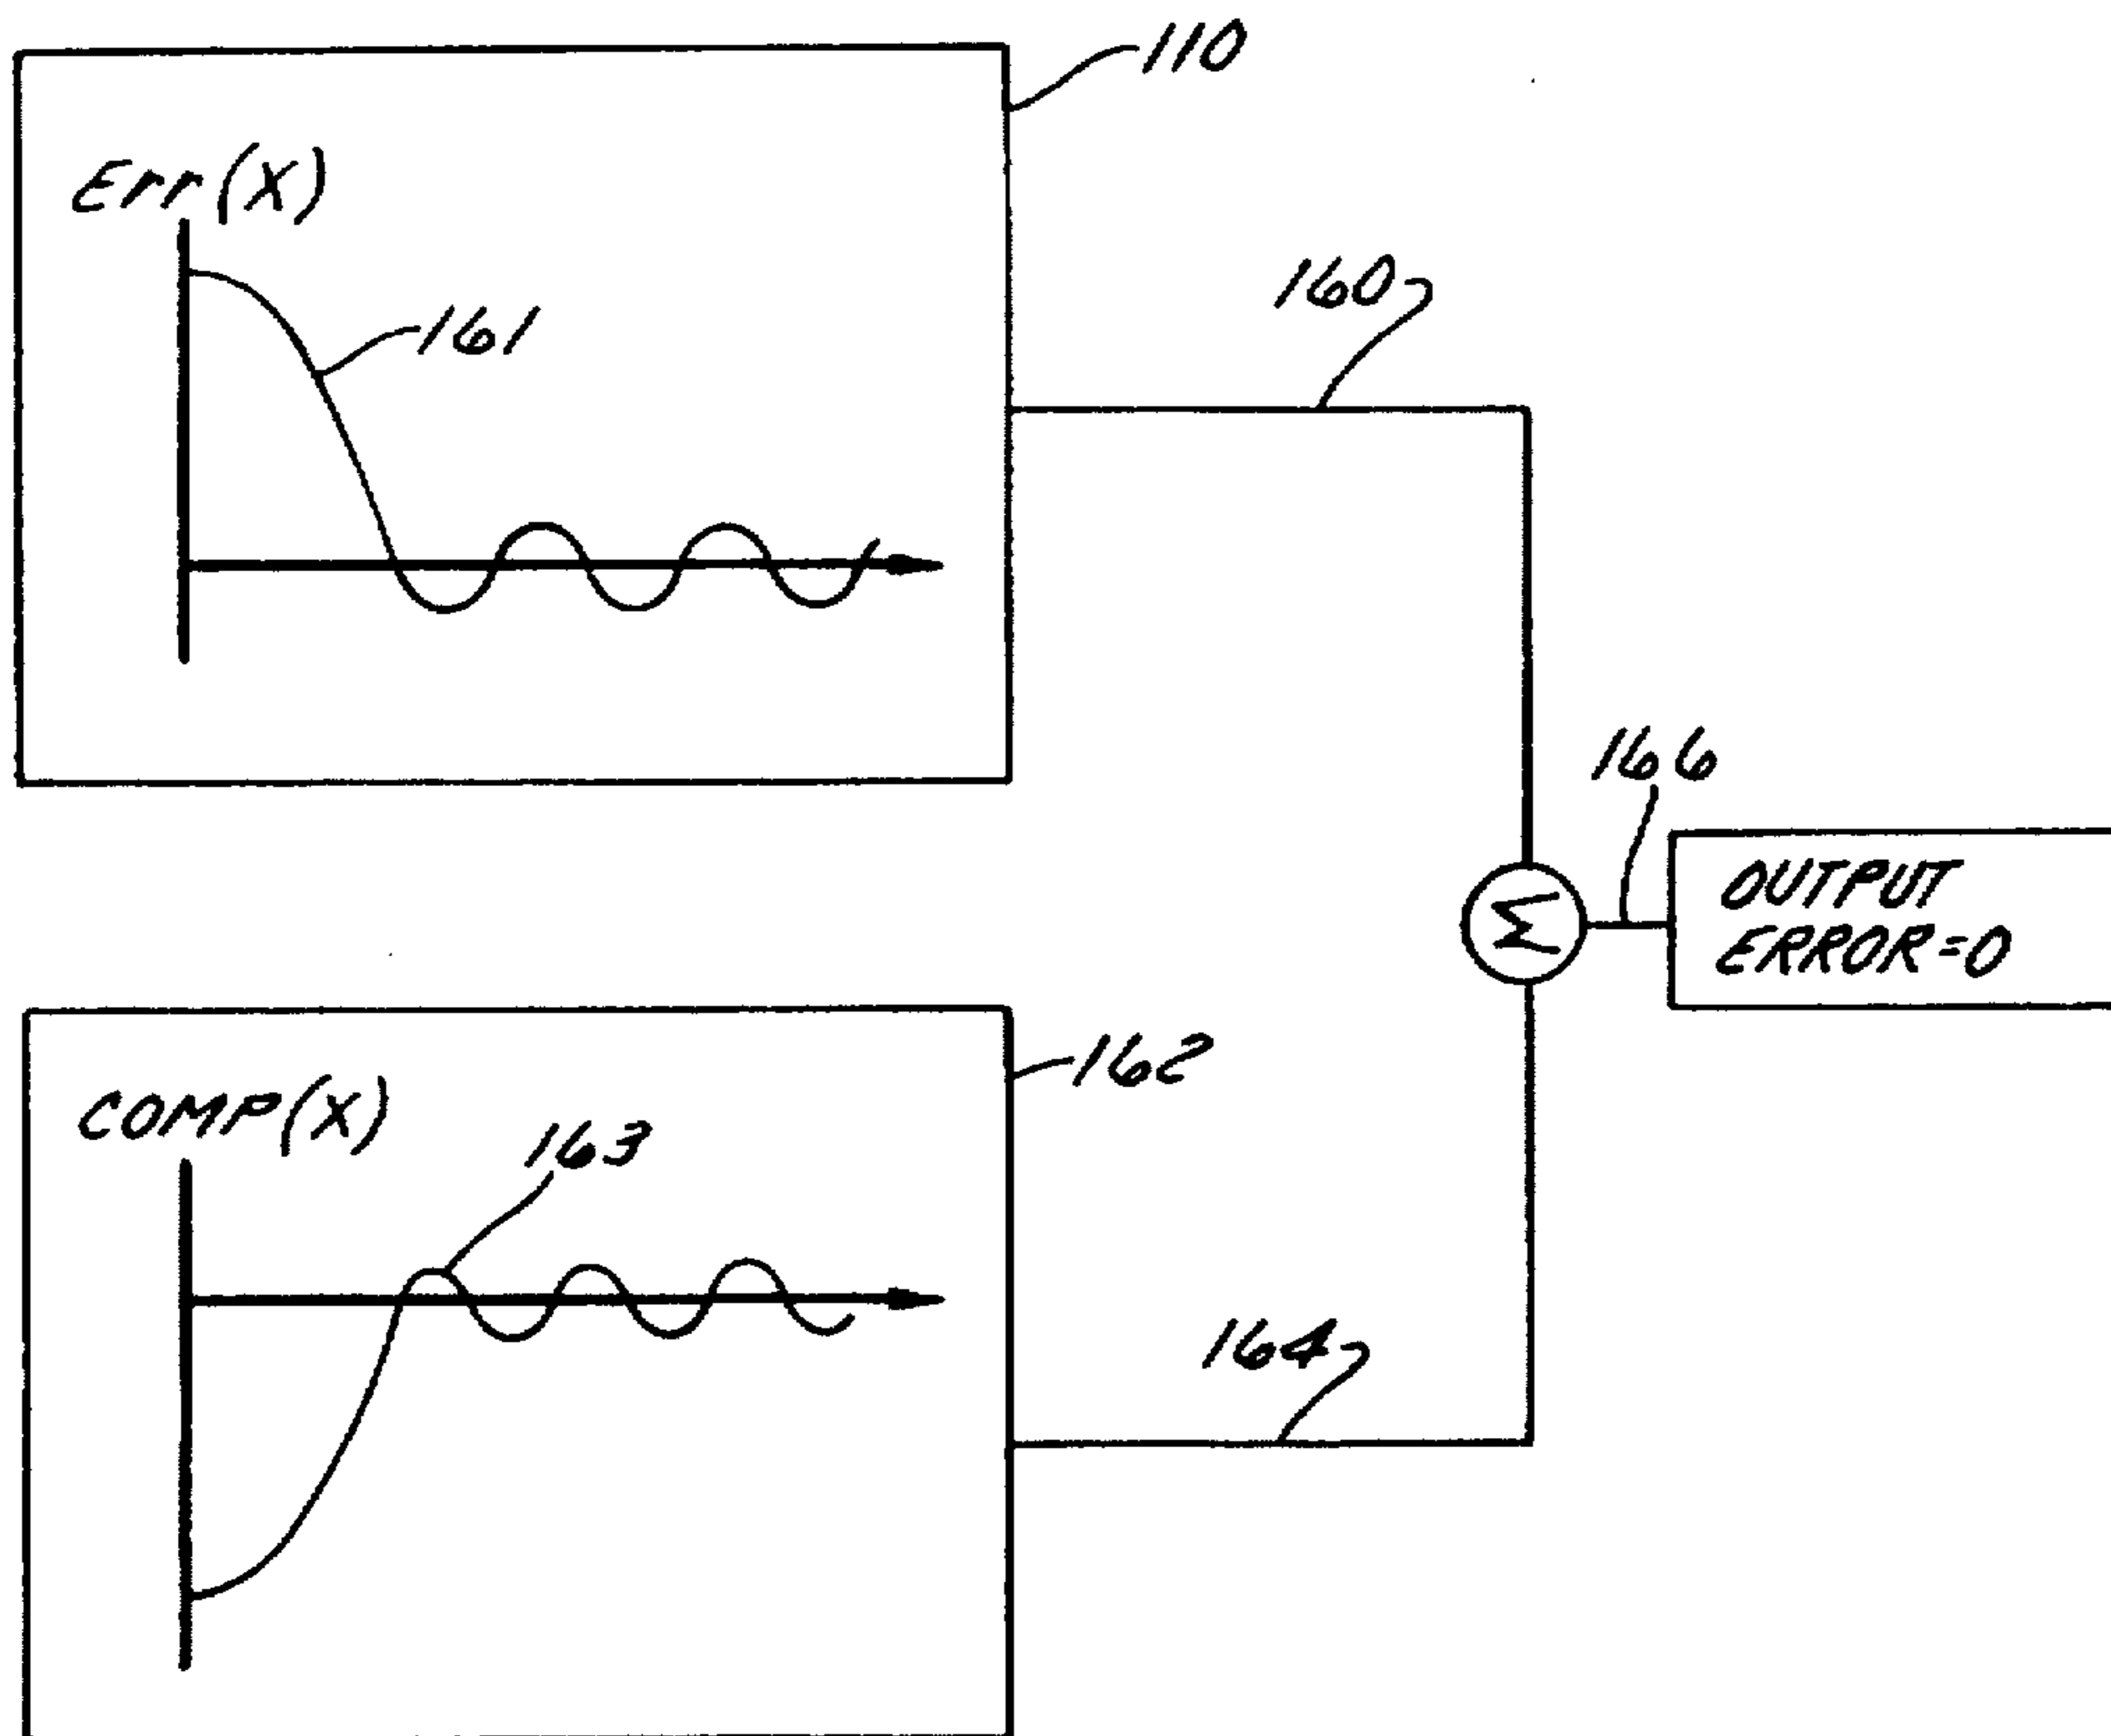 110
Err(X)
161
160
166
Σ
OUTPUT
ERROR=0
162
COMP(X)
163
164